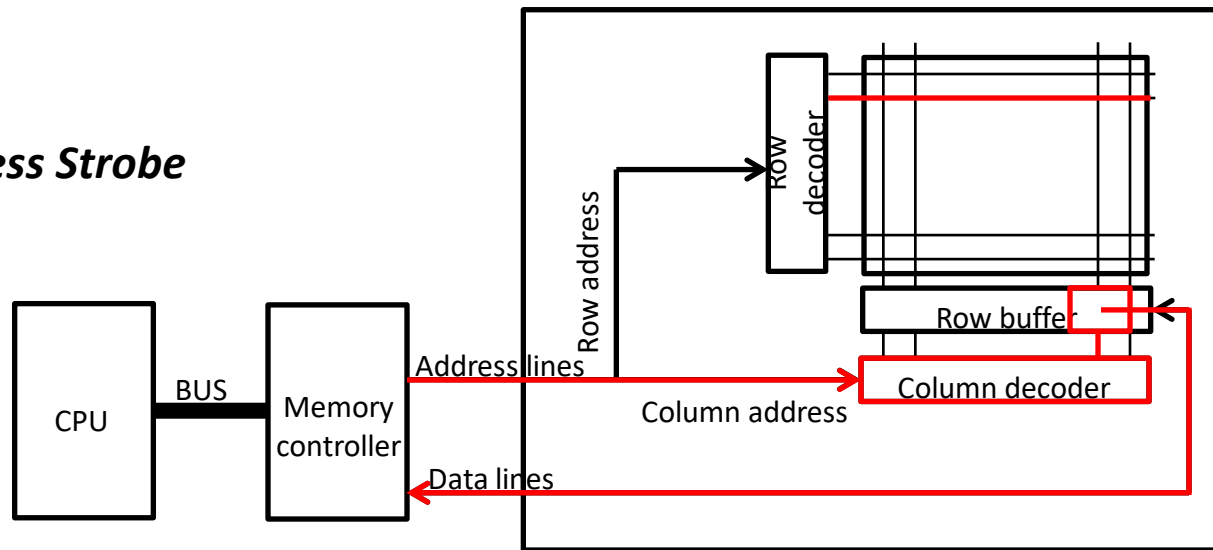 ess Strobe
Row
decoder
Row address
Row buffer
Address lines
Column decoder
BUS
Column address
CPU
Memory
controller
Data lines